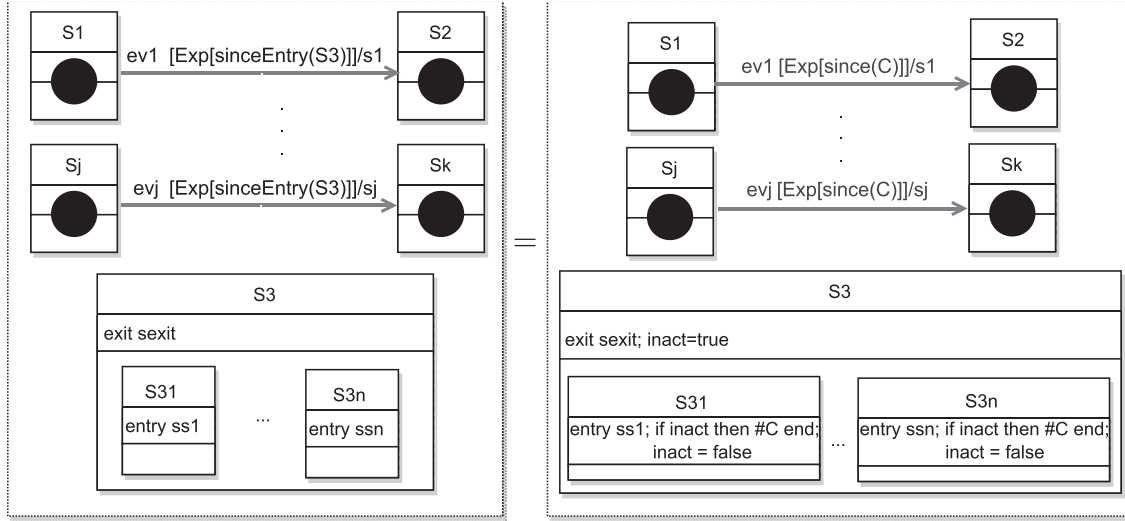 S1
S2
ev1 [Exp[sinceEntry(S3)]]/s1
.
.
.
Sj
Sk
evj [Exp[sinceEntry(S3)]]/sj
S3
exit sexit
S31
S3n
entry ss1
...
entry ssn
=
S1
S2
ev1 [Exp[since(C)]]/s1
.
.
.
Sj
Sk
evj [Exp[since(C)]]/sj
S3
exit sexit; inact=true
S31
S3n
entry ss1; if inact then #C end;
inact = false
...
entry ssn; if inact then #C end;
inact = false